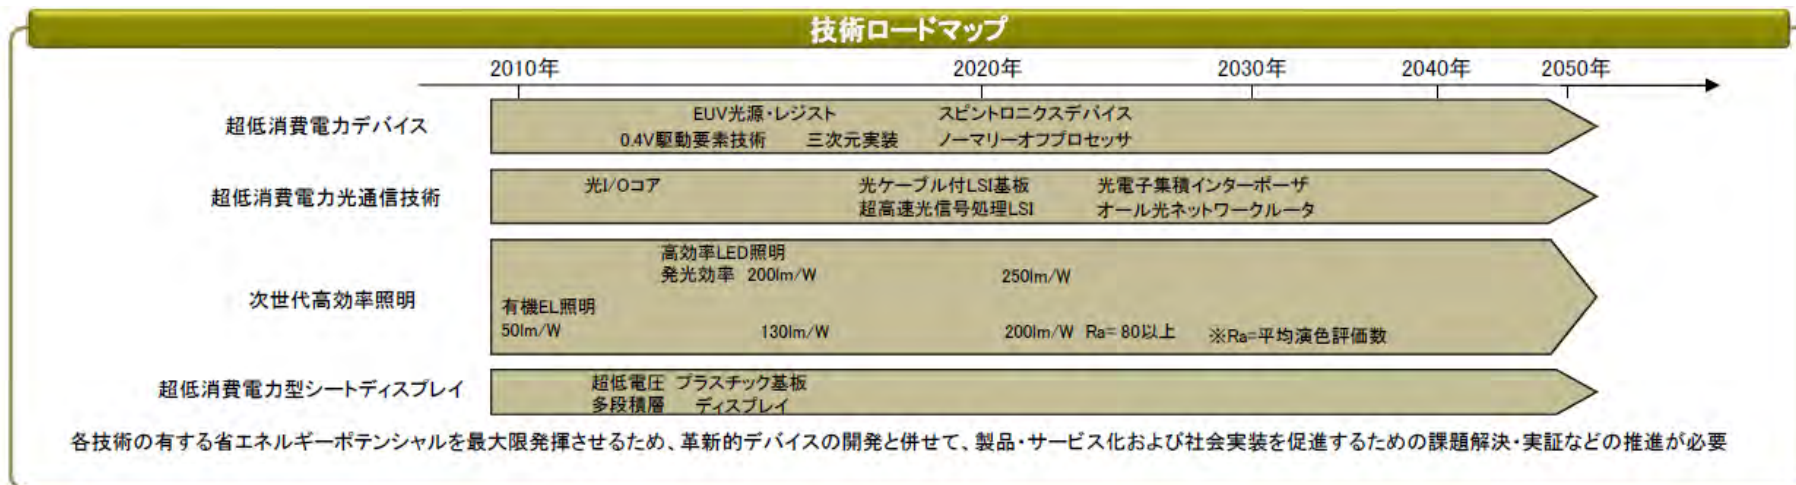 技術ロードマップ
2010年 2020年 2030年 2040年 2050年
超低消費電力デバイス
EUV光源・レジスト スピントロニクスデバイス
0.4V駆動要素技術 三次元実装 ノーマリーオフプロセッサ
超低消費電力光通信技術
光I/Oコア 光ケーブル付LSI基板 光電子集積インターポーザ
超高速光信号処理LSI オール光ネットワークルータ
次世代高効率照明
高効率LED照明
発光効率 200lm/W 250lm/W
有機EL照明
50lm/W 130lm/W 200lm/W Ra=80以上 ※Ra=平均演色評価数
超低消費電力型シートディスプレイ
超低電圧 プラスチック基板
多段積層 ディスプレイ
各技術の有する省エネルギーポテンシャルを最大限発揮させるため、革新的デバイスの開発と併せて、製品・サービス化および社会実装を促進するための課題解決・実証などの推進が必要